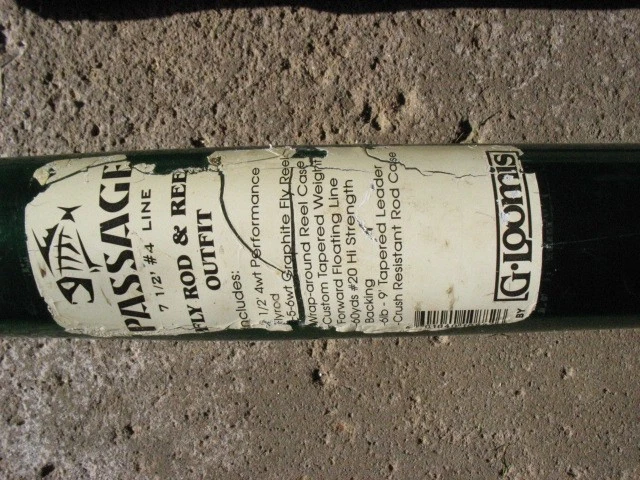 PASSAGE
7 1/2' #4 LINE
FLY ROD & REEL
OUTFIT
Includes:
7 1/2' 4wt Performance
Flyrod
5-6wt Graphite Fly Reel
Wrap-around Reel Case
Custom Tapered Weight
Forward Floating Line
60yds #20 Hi Strength
Backing
6lb - 9' Tapered Leader
Crush Resistant Rod Case
BY
G·LOOMIS